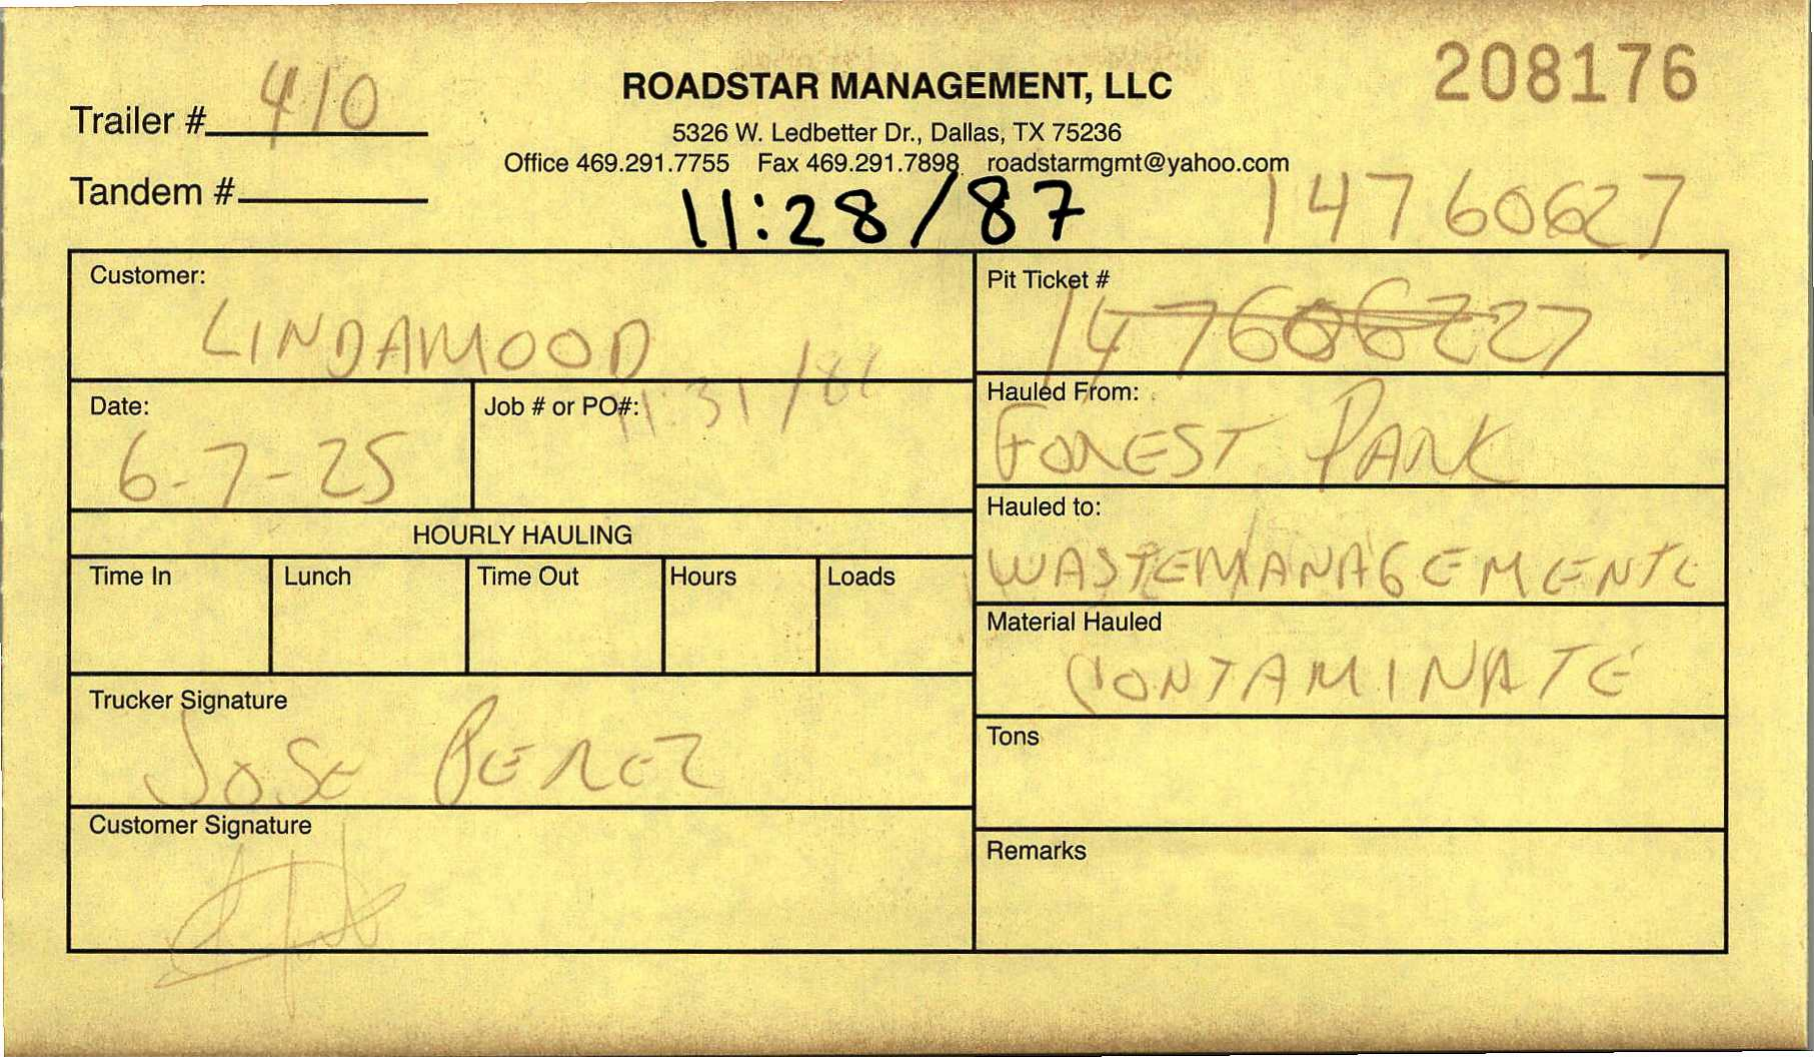 208176
Trailer # 410
ROADSTAR MANAGEMENT, LLC
5326 W. Ledbetter Dr., Dallas, TX 75236
Office 469.291.7755 Fax 469.291.7898 roadstarmgmt@yahoo.com
Tandem #
11:28/87
14760627
Customer:
LINDAMOOD
Pit Ticket #
Date:
6-7-25
Job # or PO#:
11:31/
Hauled From:
FOREST PARK
Hauled to:
HOURLY HAULING
WASTEMANAGEMENT
Time In Lunch Time Out Hours Loads
Material Hauled
CONTAMINATE
Trucker Signature
JOSE PEREZ
Tons
Customer Signature
Remarks